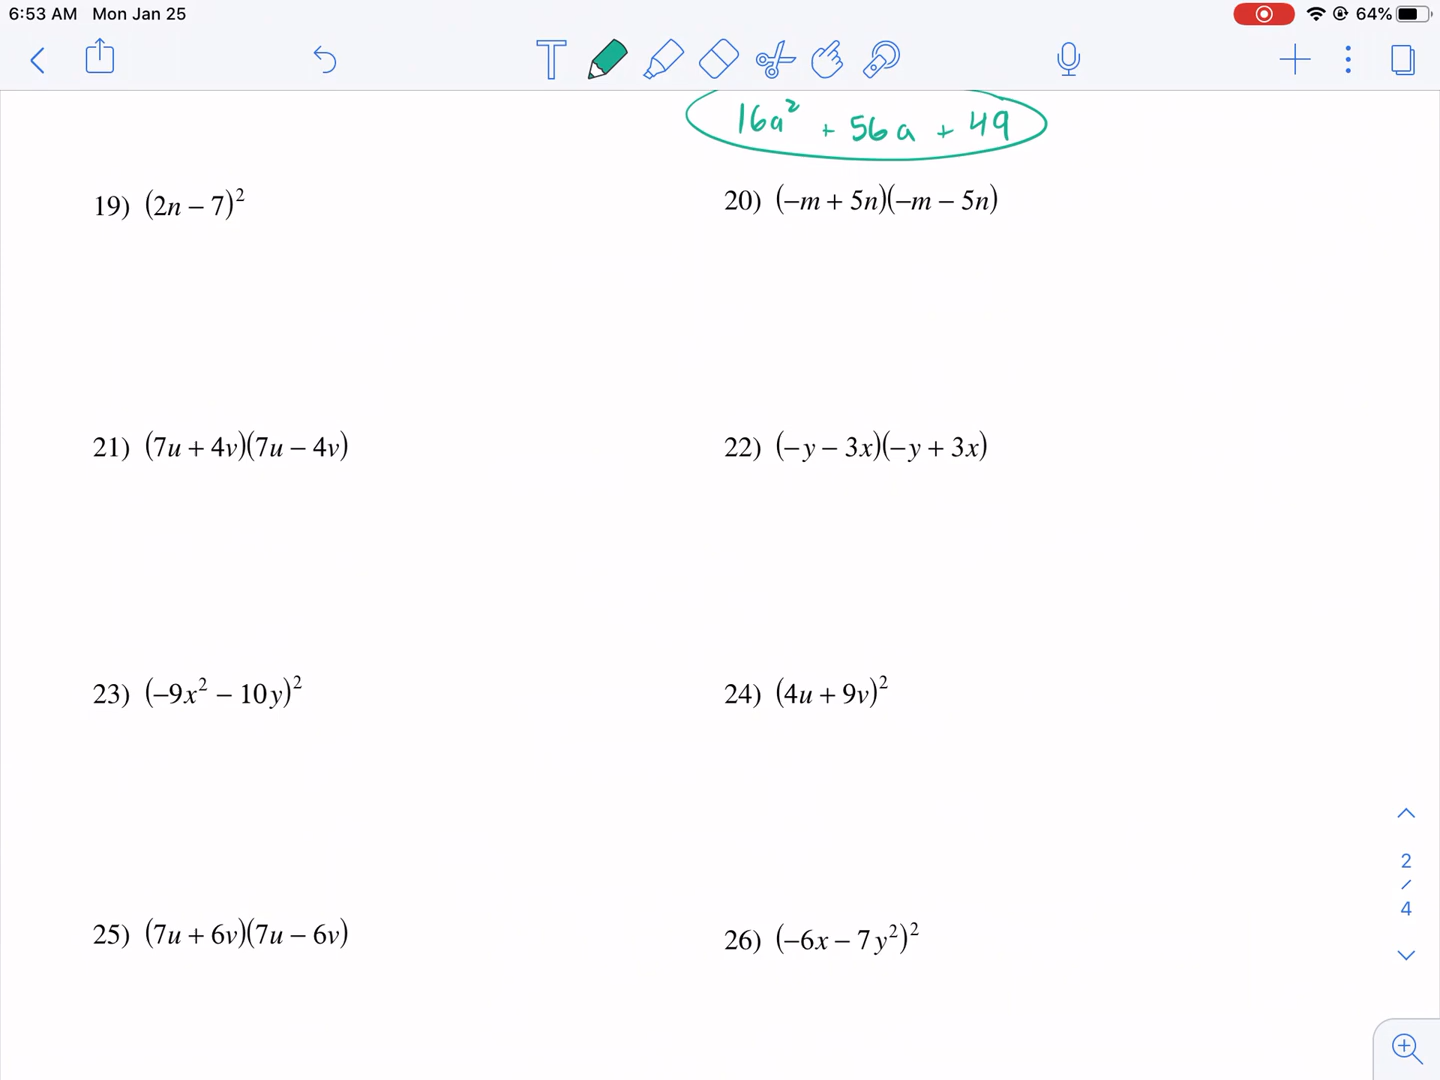 6:53 AM Mon Jan 25
64%
T
16a² + 56a + 49
19) (2n − 7)²
20) (−m + 5n)(−m − 5n)
21) (7u + 4v)(7u − 4v)
22) (−y − 3x)(−y + 3x)
23) (−9x² − 10y)²
24) (4u + 9v)²
2
/
4
25) (7u + 6v)(7u − 6v)
26) (−6x − 7y²)²